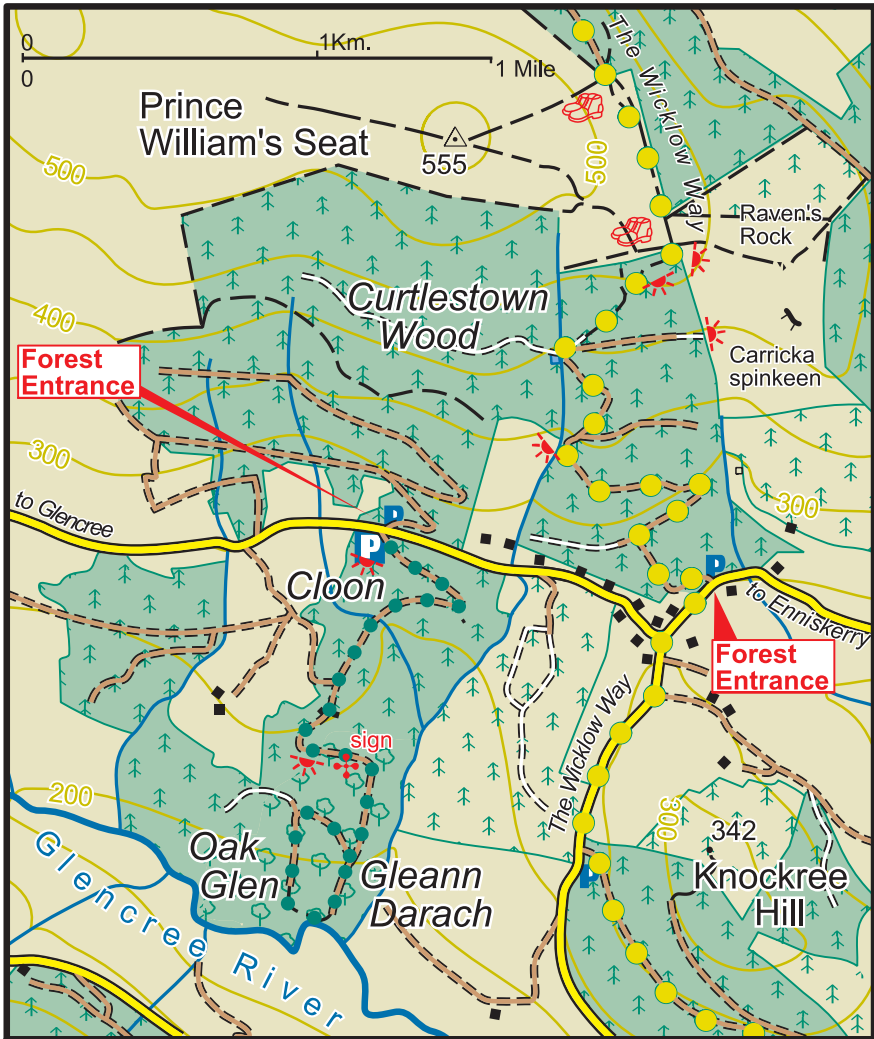 0
1Km.
0
1 Mile
The Wicklow Way
Prince
William's Seat
555
500
500
Raven's
Rock
Curtlestown
Wood
400
Carricka
spinkeen
Forest
Entrance
300
300
to Glencree
P
P
P
Cloon
to Enniskerry
Forest
Entrance
The Wicklow Way
sign
200
300
342
Oak
Glen
Gleann
Darach
P
Knockree
Hill
Glencree River